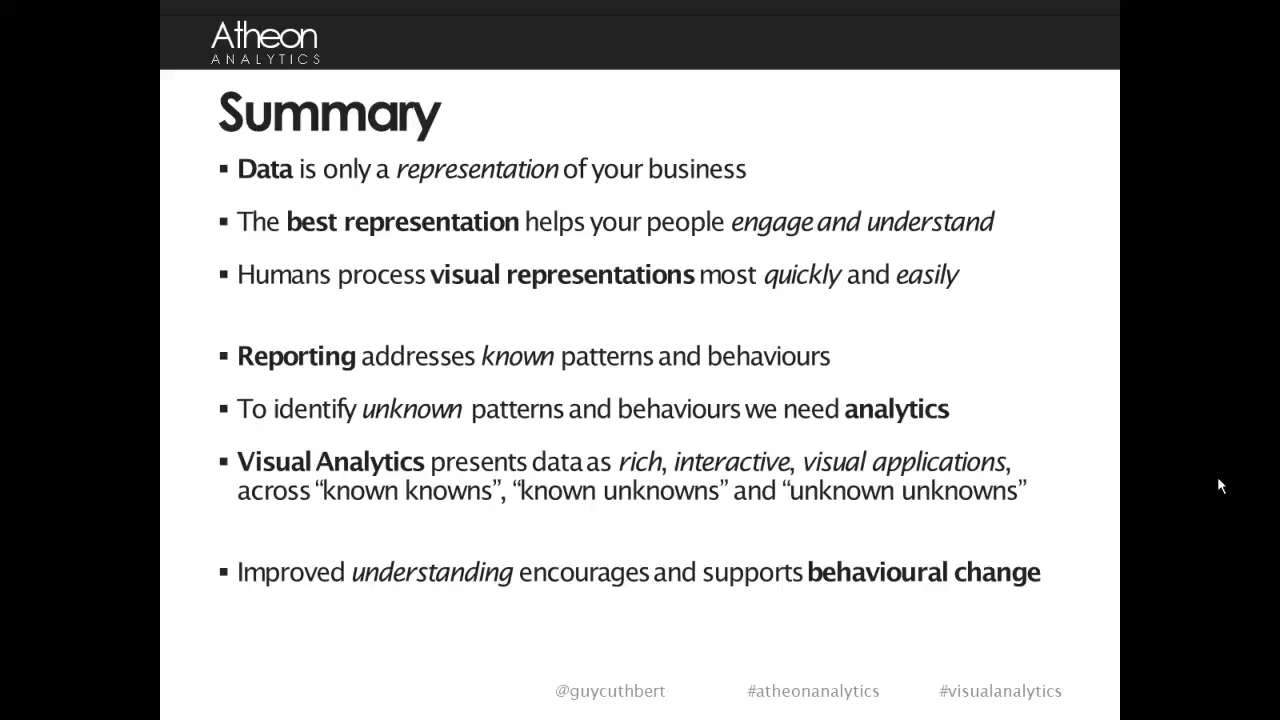 Atheon
ANALYTICS
Summary
▪ Data is only a representation of your business
▪ The best representation helps your people engage and understand
▪ Humans process visual representations most quickly and easily
▪ Reporting addresses known patterns and behaviours
▪ To identify unknown patterns and behaviours we need analytics
▪ Visual Analytics presents data as rich, interactive, visual applications,
across “known knowns”, “known unknowns” and “unknown unknowns”
▪ Improved understanding encourages and supports behavioural change
@guycuthbert #atheonanalytics #visualanalytics